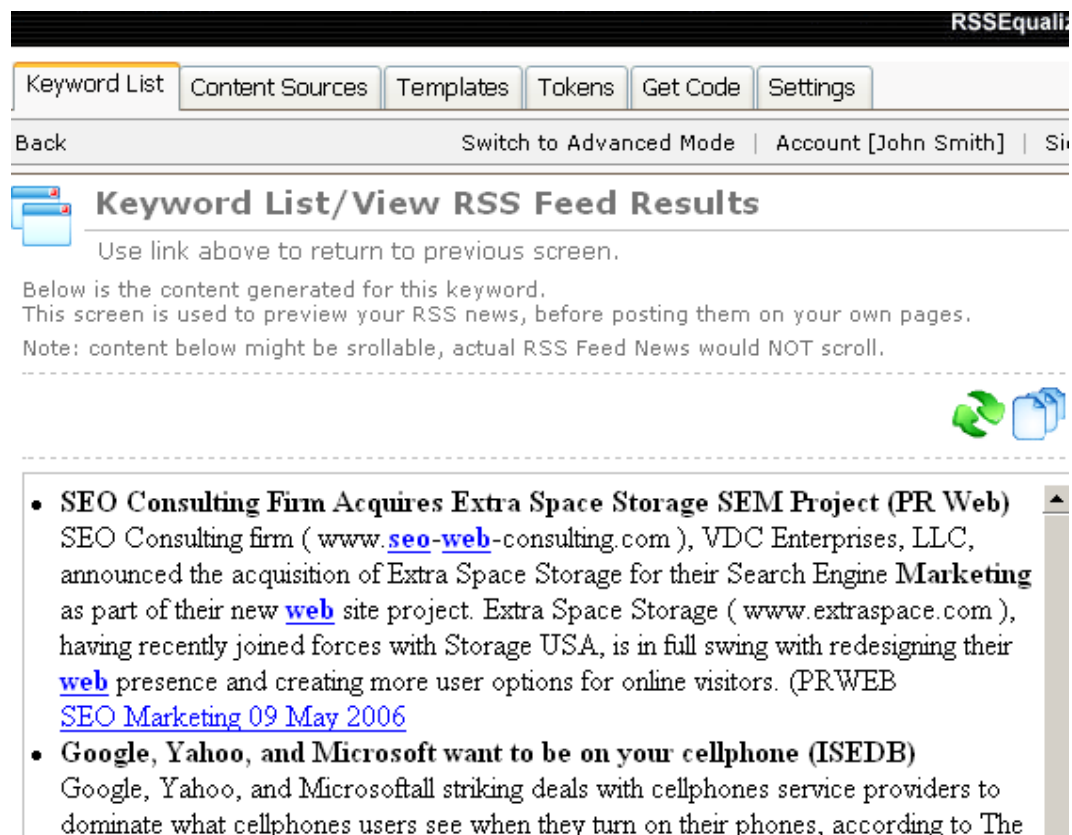 RSSEqualiz
Keyword List Content Sources Templates Tokens Get Code Settings
Back Switch to Advanced Mode | Account [John Smith] | Si
Keyword List/View RSS Feed Results
Use link above to return to previous screen.
Below is the content generated for this keyword.
This screen is used to preview your RSS news, before posting them on your own pages.
Note: content below might be srollable, actual RSS Feed News would NOT scroll.
• SEO Consulting Firm Acquires Extra Space Storage SEM Project (PR Web)
SEO Consulting firm ( www.seo-web-consulting.com ), VDC Enterprises, LLC,
announced the acquisition of Extra Space Storage for their Search Engine Marketing
as part of their new web site project. Extra Space Storage ( www.extraspace.com ),
having recently joined forces with Storage USA, is in full swing with redesigning their
web presence and creating more user options for online visitors. (PRWEB
SEO Marketing 09 May 2006
• Google, Yahoo, and Microsoft want to be on your cellphone (ISEDB)
Google, Yahoo, and Microsoftall striking deals with cellphones service providers to
dominate what cellphones users see when they turn on their phones, according to The